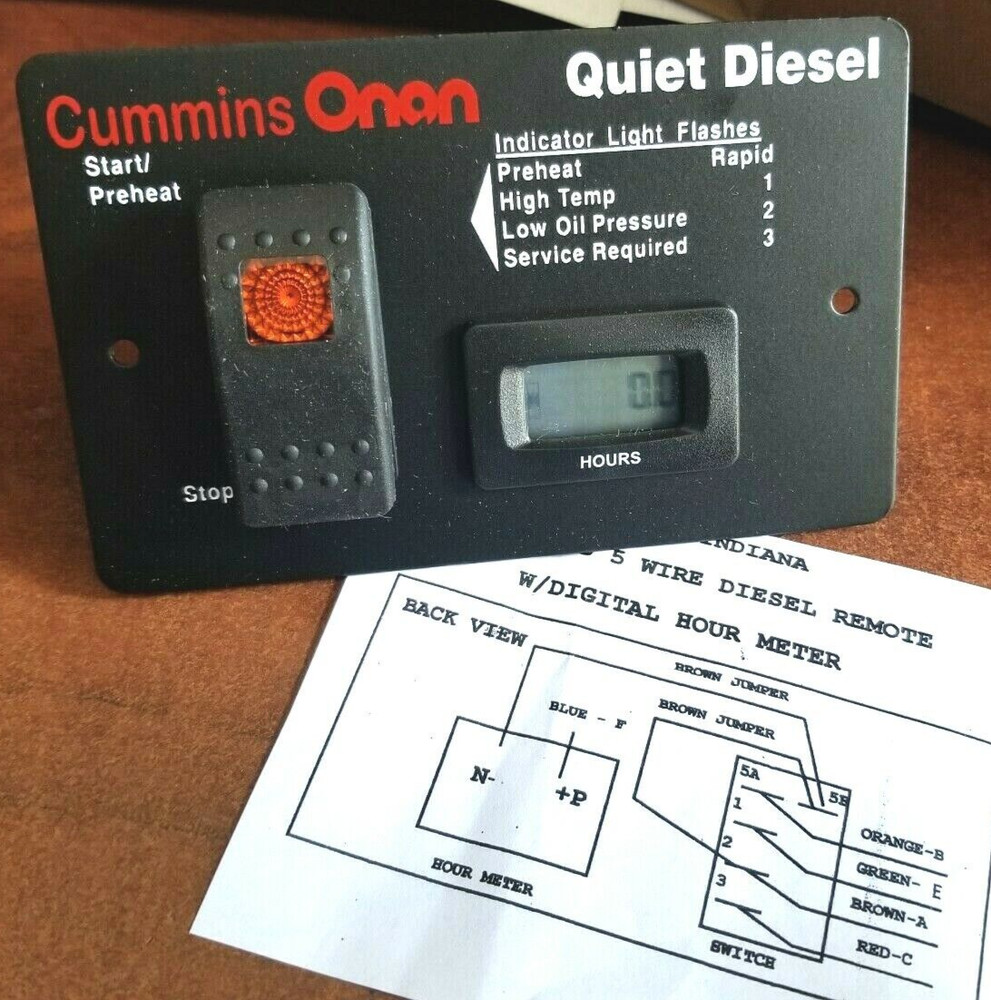 Cummins Onan
Quiet Diesel
Start/
Preheat
Indicator Light Flashes
Preheat Rapid
High Temp 1
Low Oil Pressure 2
Service Required 3
0.0
HOURS
Stop
INDIANA
5 WIRE DIESEL REMOTE
W/DIGITAL HOUR METER
BACK VIEW
BROWN JUMPER
BROWN JUMPER
BLUE - F
N-
+P
HOUR METER
5A
5B
1
2
3
ORANGE-B
GREEN- E
BROWN-A
RED-C
SWITCH